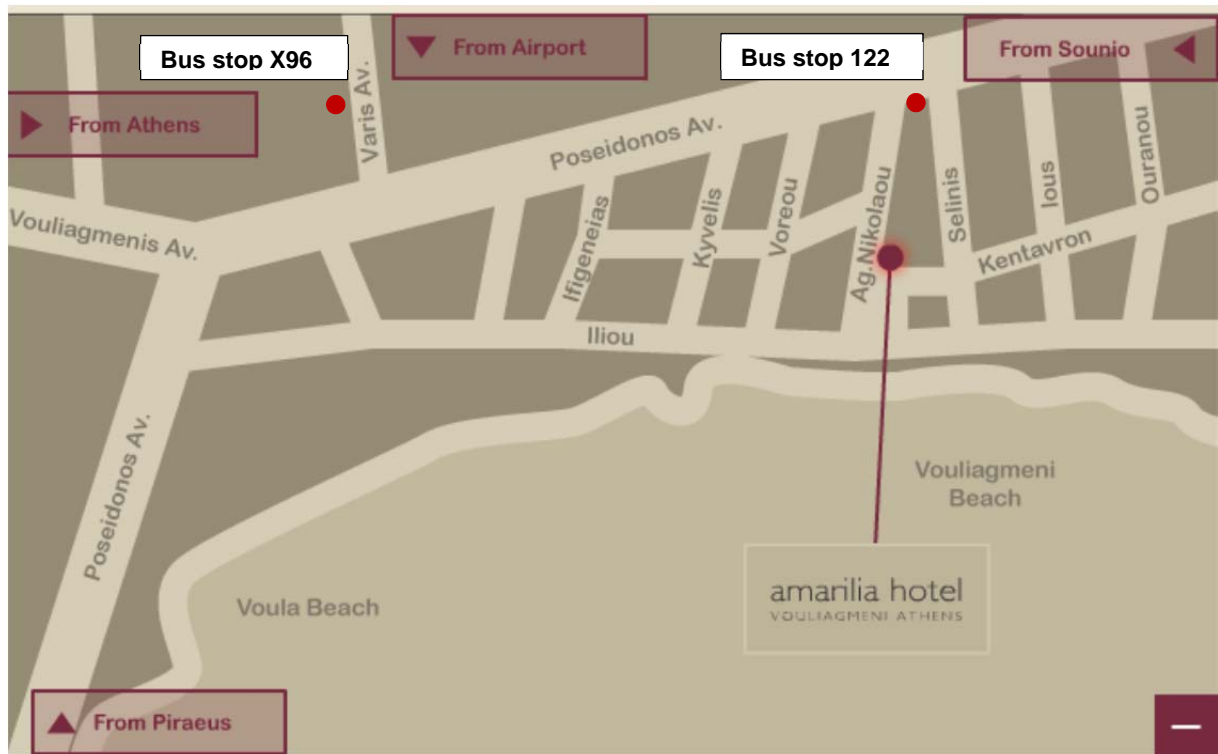 From Airport
From Sounio
Bus stop X96
Bus stop 122
From Athens
Varis Av.
Poseidonos Av.
Vouliagmenis Av.
Ifigeneias
Kyvelis
Voreou
Ag.Nikolaou
Selinis
Ious
Ouranou
Kentavron
Iliou
Poseidonos Av.
Vouliagmeni
Beach
Voula Beach
amarilia hotel
VOULIAGMENI ATHENS
From Piraeus